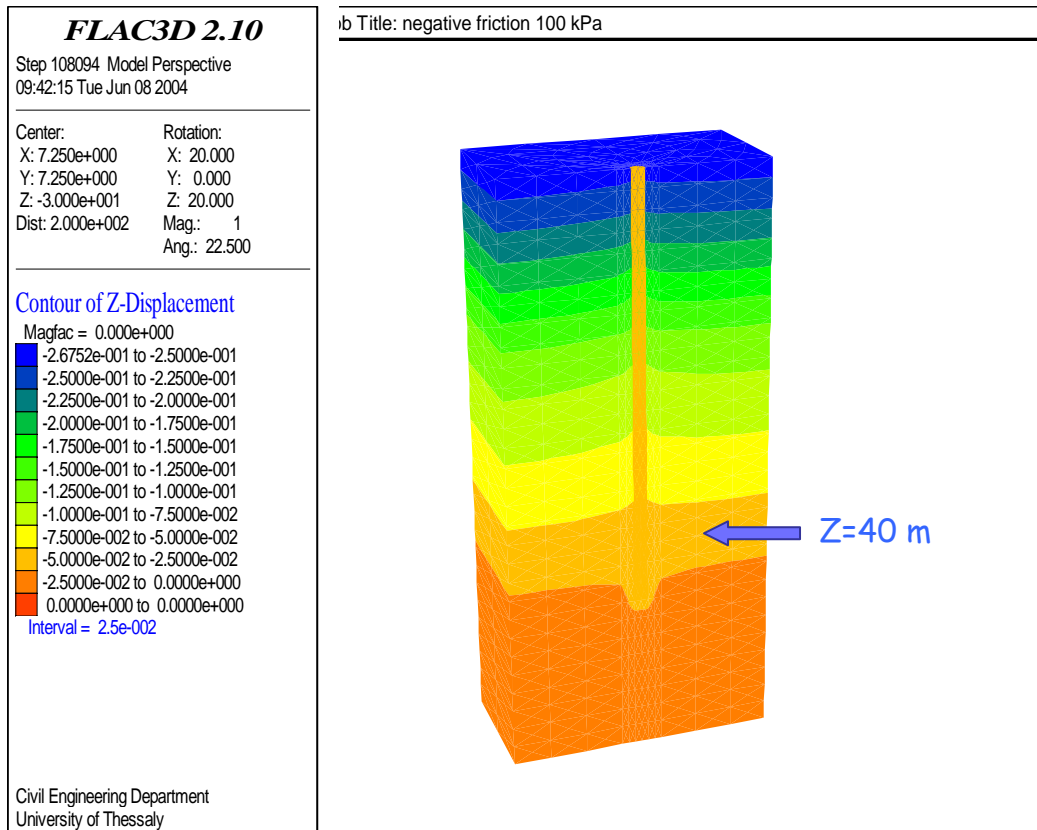 FLAC3D 2.10
Step 108094 Model Perspective
09:42:15 Tue Jun 08 2004
Center:
X: 7.250e+000
Y: 7.250e+000
Z: -3.000e+001
Dist: 2.000e+002
Rotation:
X: 20.000
Y: 0.000
Z: 20.000
Mag.: 1
Ang.: 22.500
Contour of Z-Displacement
Magfac = 0.000e+000
-2.6752e-001 to -2.5000e-001
-2.5000e-001 to -2.2500e-001
-2.2500e-001 to -2.0000e-001
-2.0000e-001 to -1.7500e-001
-1.7500e-001 to -1.5000e-001
-1.5000e-001 to -1.2500e-001
-1.2500e-001 to -1.0000e-001
-1.0000e-001 to -7.5000e-002
-7.5000e-002 to -5.0000e-002
-5.0000e-002 to -2.5000e-002
-2.5000e-002 to 0.0000e+000
0.0000e+000 to 0.0000e+000
Interval = 2.5e-002
Civil Engineering Department
University of Thessaly
ob Title: negative friction 100 kPa
Z=40 m